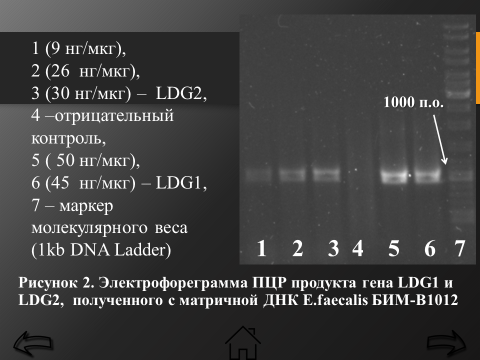 1 (9 нг/мкг),
2 (26 нг/мкг),
3 (30 нг/мкг) – LDG2,
4 –отрицательный
контроль,
5 ( 50 нг/мкг),
6 (45 нг/мкг) – LDG1,
7 – маркер
молекулярного веса
(1kb DNA Ladder)
1000 п.о.
1 2 3 4 5 6 7
Рисунок 2. Электрофореграмма ПЦР продукта гена LDG1 и
LDG2, полученного с матричной ДНК E.faecalis БИМ-В1012